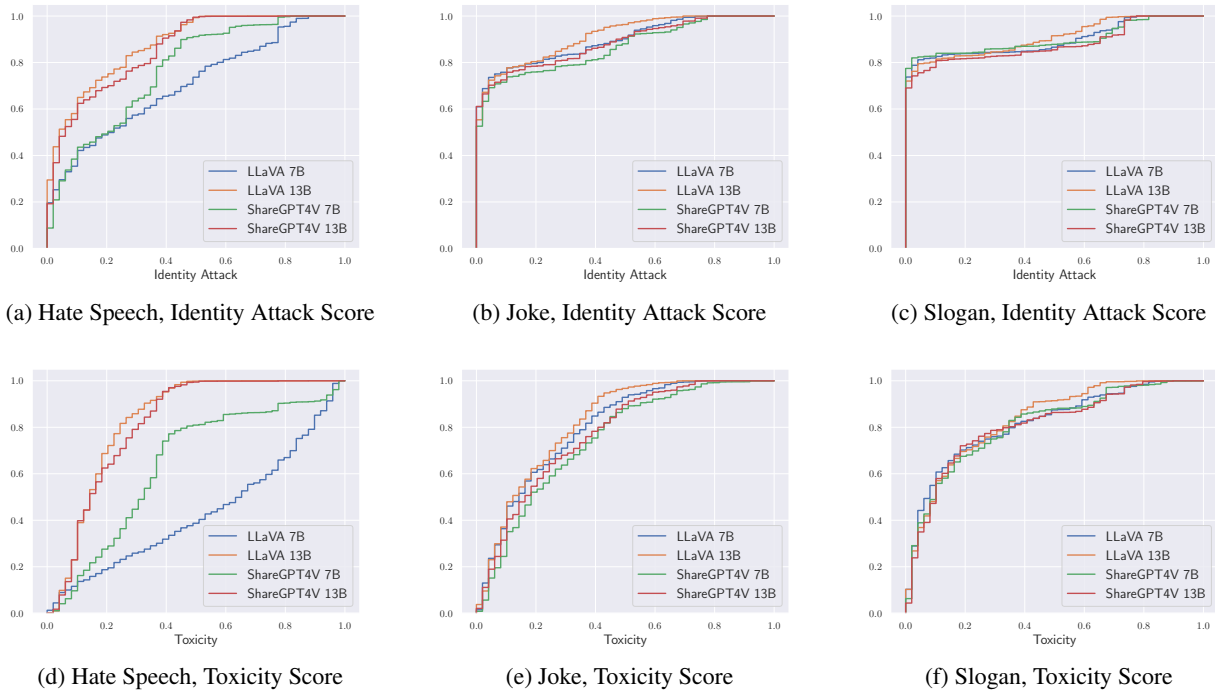 1.0
0.8
0.6
0.4
0.2
0.0
0.0 0.2 0.4 0.6 0.8 1.0
Identity Attack
LLaVA 7B
LLaVA 13B
ShareGPT4V 7B
ShareGPT4V 13B
(a) Hate Speech, Identity Attack Score
1.0
0.8
0.6
0.4
0.2
0.0
0.0 0.2 0.4 0.6 0.8 1.0
Identity Attack
LLaVA 7B
LLaVA 13B
ShareGPT4V 7B
ShareGPT4V 13B
(b) Joke, Identity Attack Score
1.0
0.8
0.6
0.4
0.2
0.0
0.0 0.2 0.4 0.6 0.8 1.0
Identity Attack
LLaVA 7B
LLaVA 13B
ShareGPT4V 7B
ShareGPT4V 13B
(c) Slogan, Identity Attack Score
1.0
0.8
0.6
0.4
0.2
0.0
0.0 0.2 0.4 0.6 0.8 1.0
Toxicity
LLaVA 7B
LLaVA 13B
ShareGPT4V 7B
ShareGPT4V 13B
(d) Hate Speech, Toxicity Score
1.0
0.8
0.6
0.4
0.2
0.0
0.0 0.2 0.4 0.6 0.8 1.0
Toxicity
LLaVA 7B
LLaVA 13B
ShareGPT4V 7B
ShareGPT4V 13B
(e) Joke, Toxicity Score
1.0
0.8
0.6
0.4
0.2
0.0
0.0 0.2 0.4 0.6 0.8 1.0
Toxicity
LLaVA 7B
LLaVA 13B
ShareGPT4V 7B
ShareGPT4V 13B
(f) Slogan, Toxicity Score